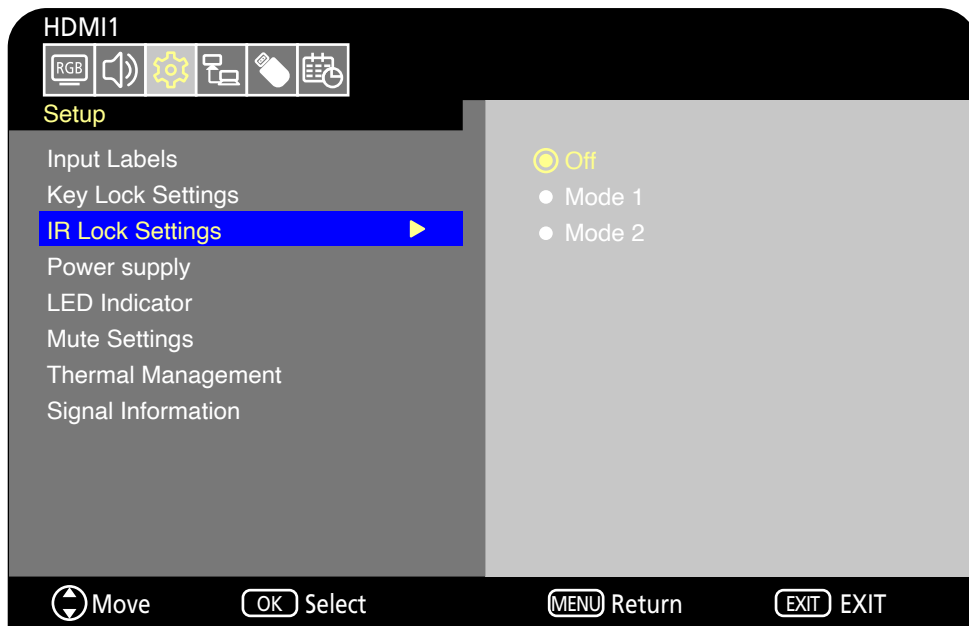 HDMI1
RGB
Setup
Input Labels
Key Lock Settings
IR Lock Settings
Power supply
LED Indicator
Mute Settings
Thermal Management
Signal Information
Off
Mode 1
Mode 2
Move OK Select MENU Return EXIT EXIT